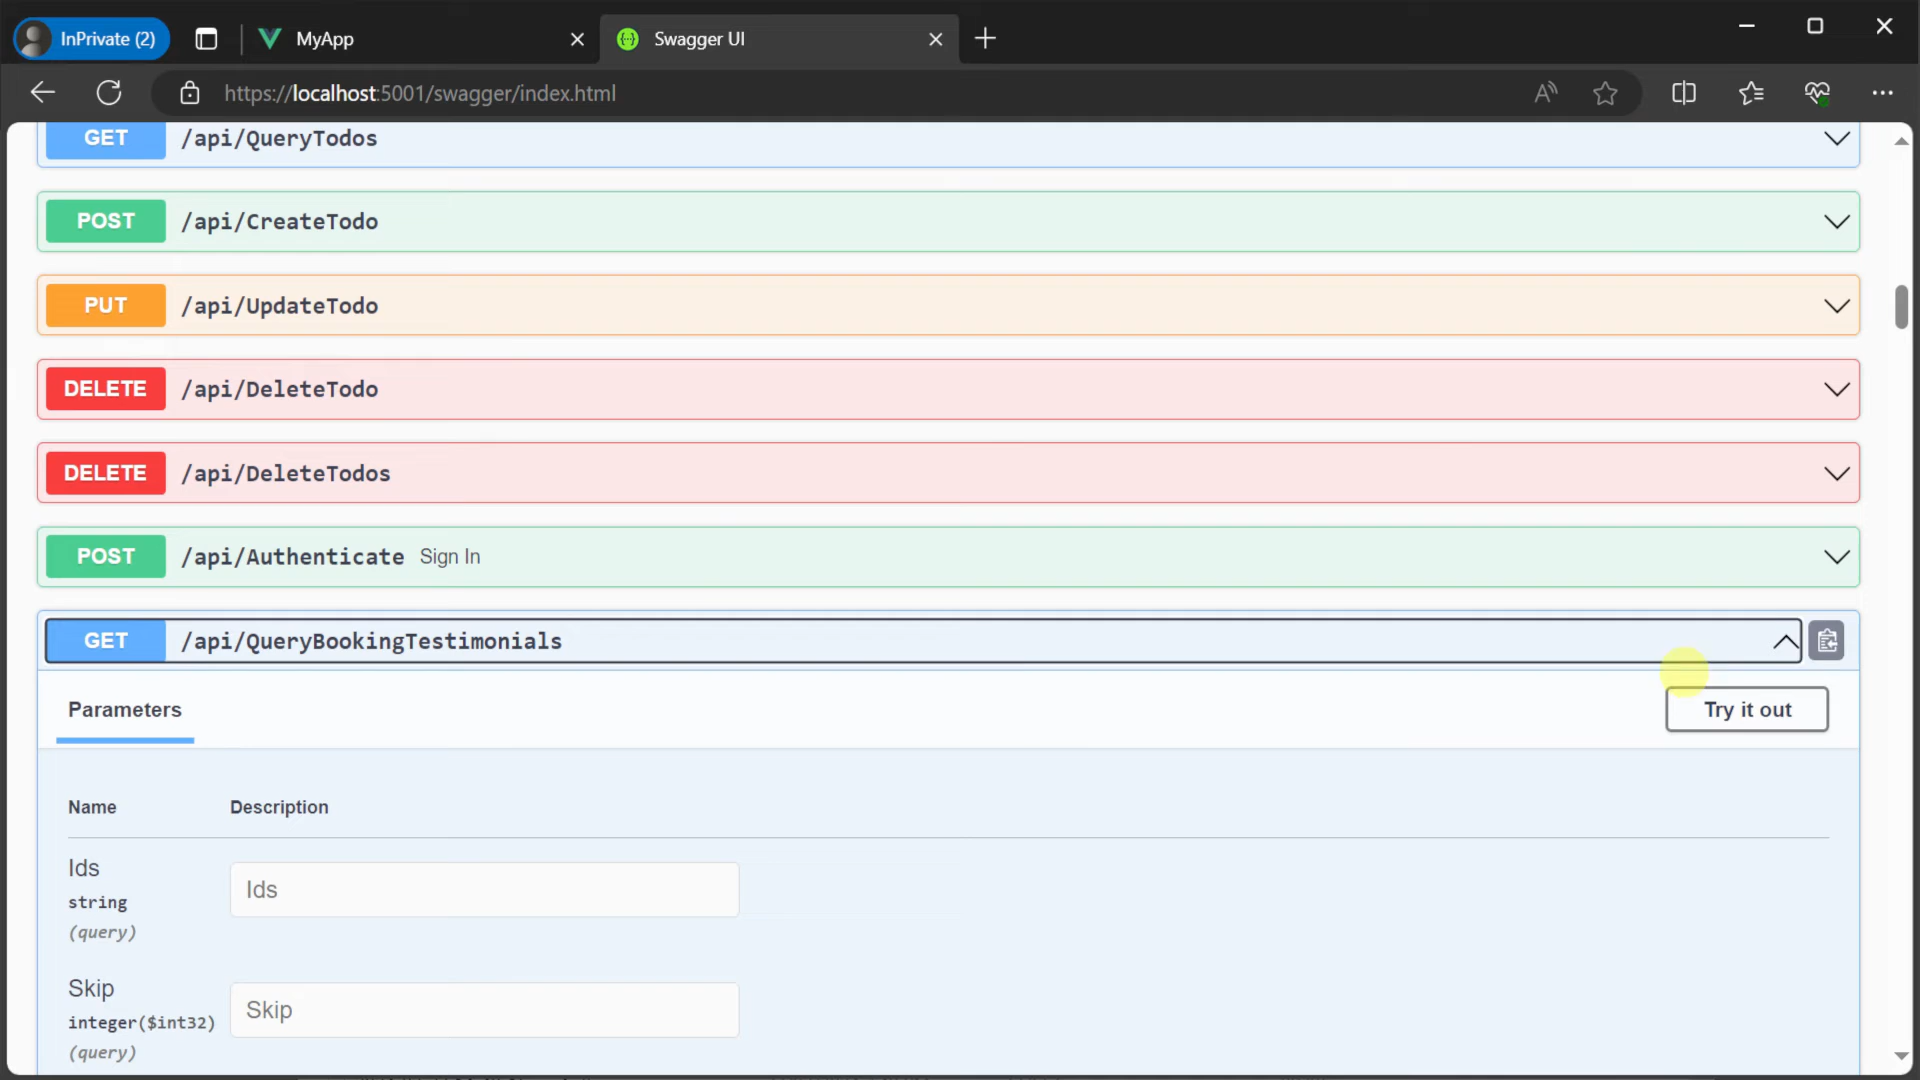 InPrivate (2)
MyApp
Swagger UI
https://localhost:5001/swagger/index.html
GET /api/QueryTodos
POST /api/CreateTodo
PUT /api/UpdateTodo
DELETE /api/DeleteTodo
DELETE /api/DeleteTodos
POST /api/Authenticate Sign In
GET /api/QueryBookingTestimonials
Parameters
Try it out
Name Description
Ids
string
(query)
Ids
Skip
integer($int32)
(query)
Skip